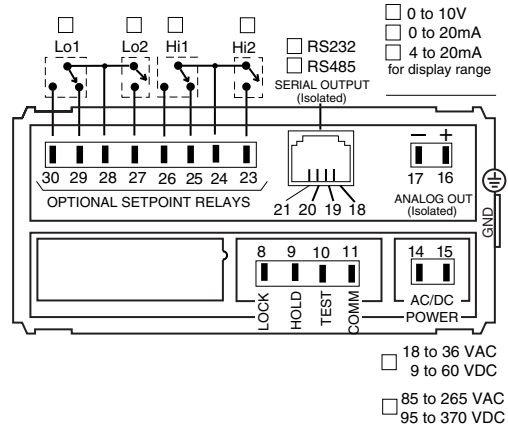 Lo1 Lo2 Hi1 Hi2
RS232
RS485
SERIAL OUTPUT
(Isolated)
0 to 10V
0 to 20mA
4 to 20mA
for display range
30 29 28 27 26 25 24 23
OPTIONAL SETPOINT RELAYS
21 20 19 18
− +
17 16
ANALOG OUT
(Isolated)
GND
8 9 10 11
LOCK
HOLD
TEST
COMM
14 15
AC/DC
POWER
18 to 36 VAC
9 to 60 VDC
85 to 265 VAC
95 to 370 VDC